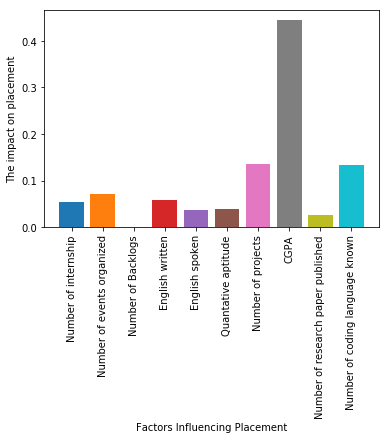 The impact on placement
0.4
0.3
0.2
0.1
0.0
Number of internship
Number of events organized
Number of Backlogs
English written
English spoken
Quantative aptitude
Number of projects
CGPA
Number of research paper published
Number of coding language known
Factors Influencing Placement